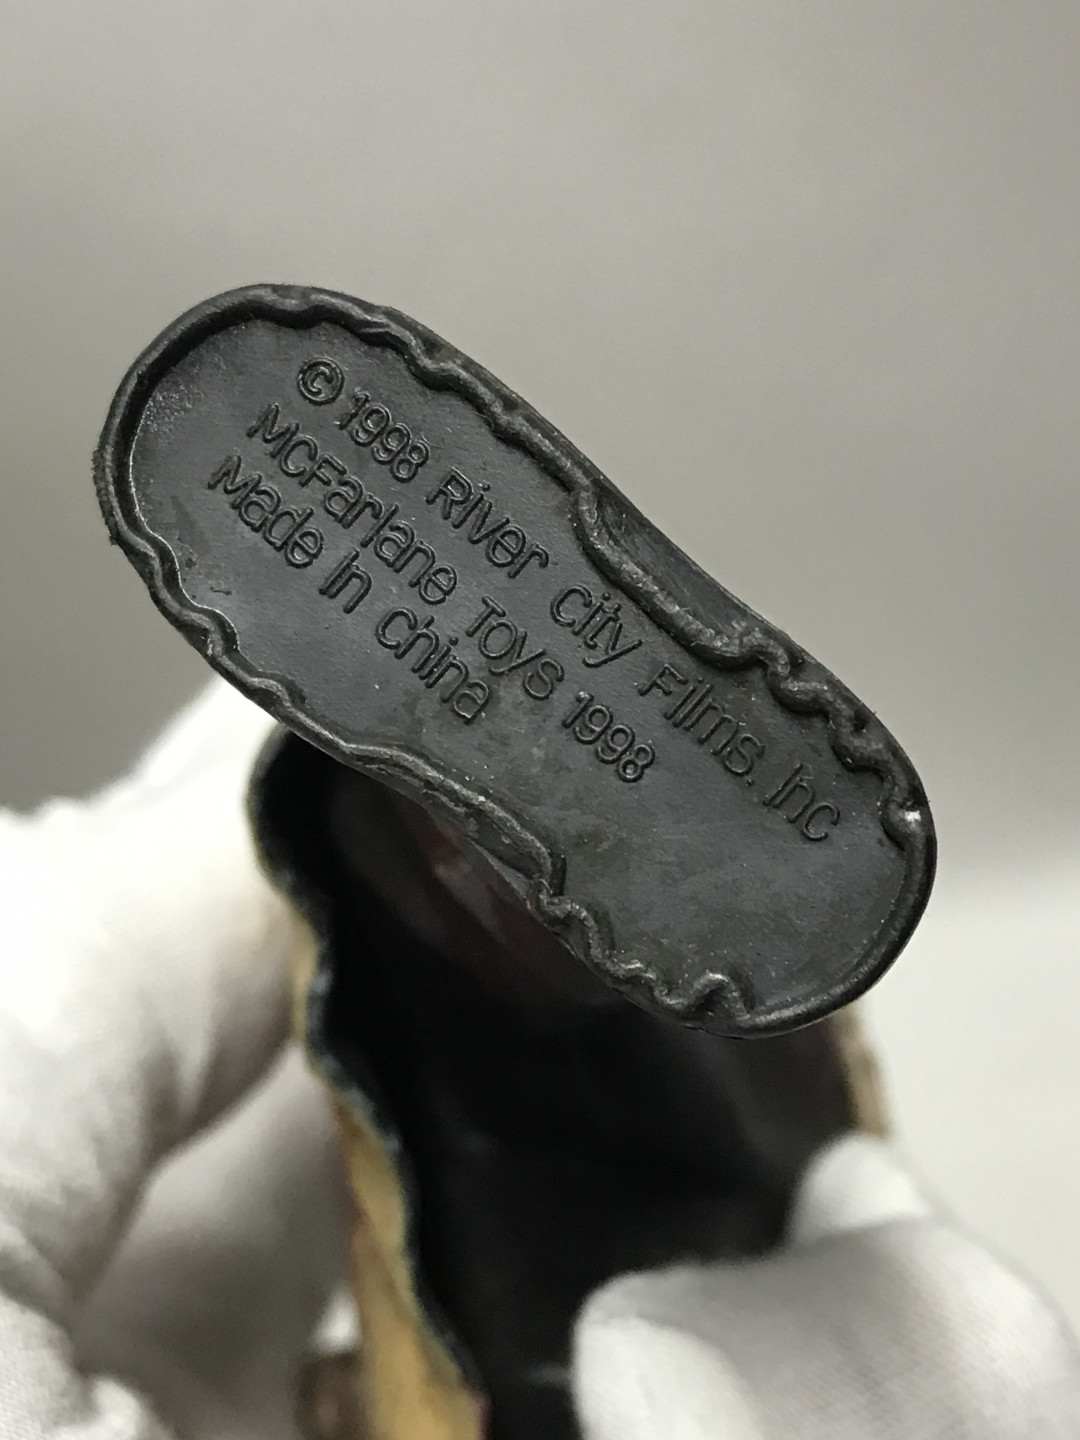 © 1998 River city Films. Inc
McFarlane Toys 1998
Made In china